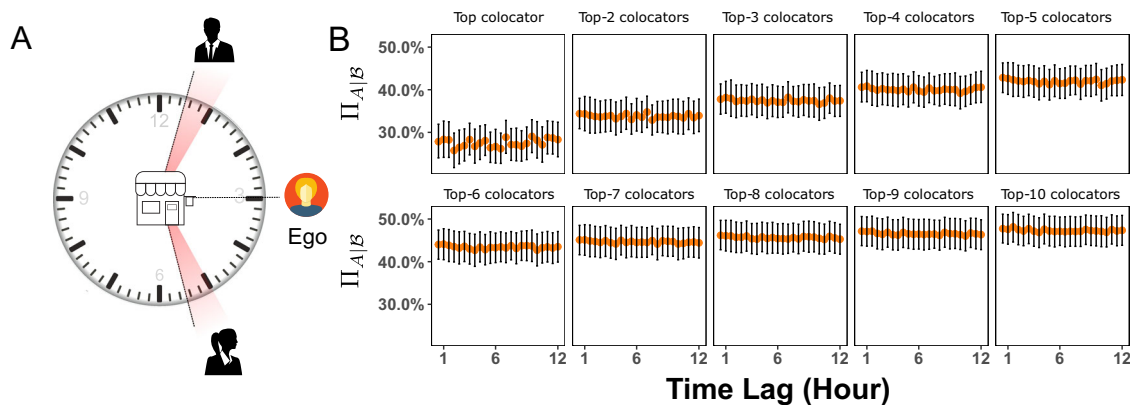 A
12
3
6
9
Ego
B
Top colocator
Top-2 colocators
Top-3 colocators
Top-4 colocators
Top-5 colocators
Π_{A|ℬ}
50.0%
40.0%
30.0%
Top-6 colocators
Top-7 colocators
Top-8 colocators
Top-9 colocators
Top-10 colocators
Π_{A|ℬ}
50.0%
40.0%
30.0%
1 6 12
1 6 12
1 6 12
1 6 12
1 6 12
Time Lag (Hour)